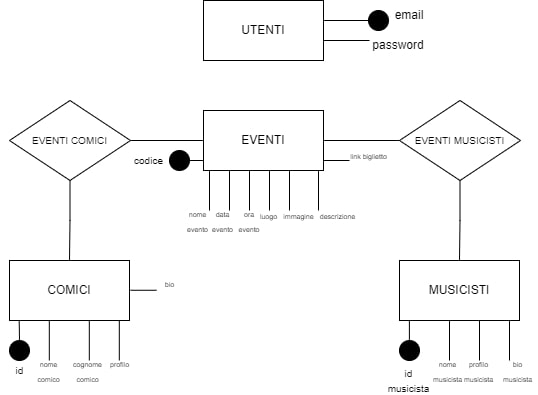 UTENTI
email
password
EVENTI COMICI
EVENTI
EVENTI MUSICISTI
codice
link biglietto
nome evento
data evento
ora evento
luogo
immagine
descrizione
COMICI
bio
MUSICISTI
id
nome comico
cognome comico
profilo
id musicista
nome musicista
profilo musicista
bio musicista